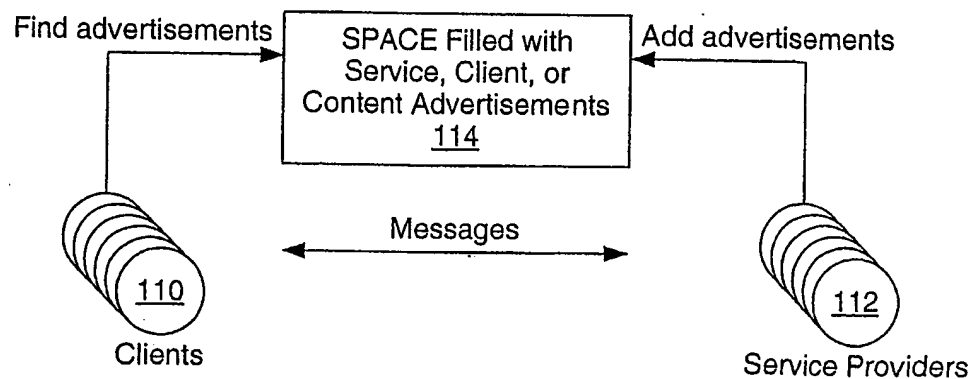 Find advertisements
SPACE Filled with
Service, Client, or
Content Advertisements
114
Add advertisements
Messages
110
Clients
112
Service Providers